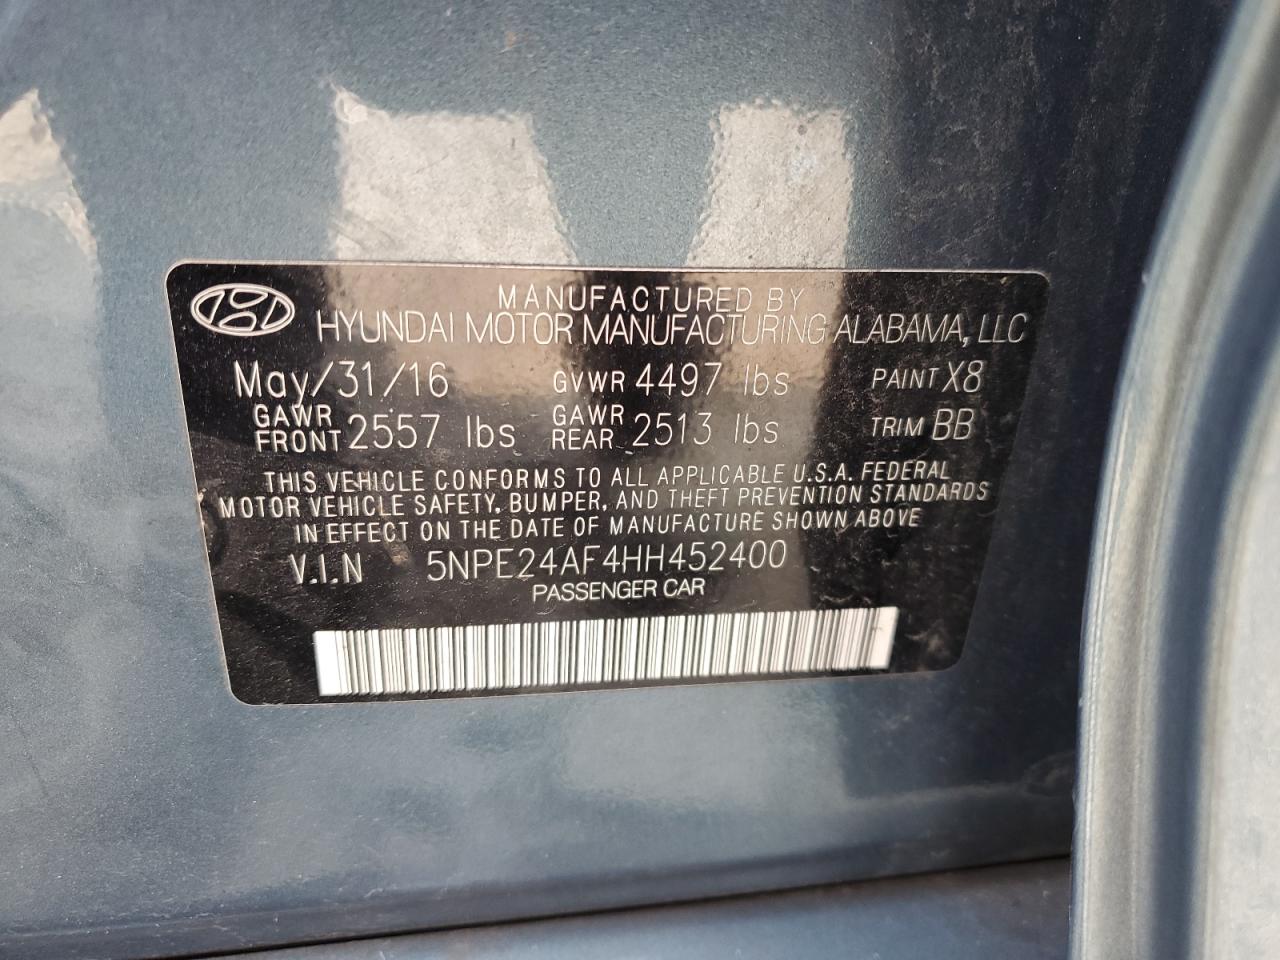 MANUFACTURED BY
HYUNDAI MOTOR MANUFACTURING ALABAMA, LLC
May/31/16 GVWR 4497 lbs PAINT X8
GAWR FRONT 2557 lbs GAWR REAR 2513 lbs TRIM BB
THIS VEHICLE CONFORMS TO ALL APPLICABLE U.S.A. FEDERAL
MOTOR VEHICLE SAFETY, BUMPER, AND THEFT PREVENTION STANDARDS
IN EFFECT ON THE DATE OF MANUFACTURE SHOWN ABOVE
V.I.N 5NPE24AF4HH452400
PASSENGER CAR